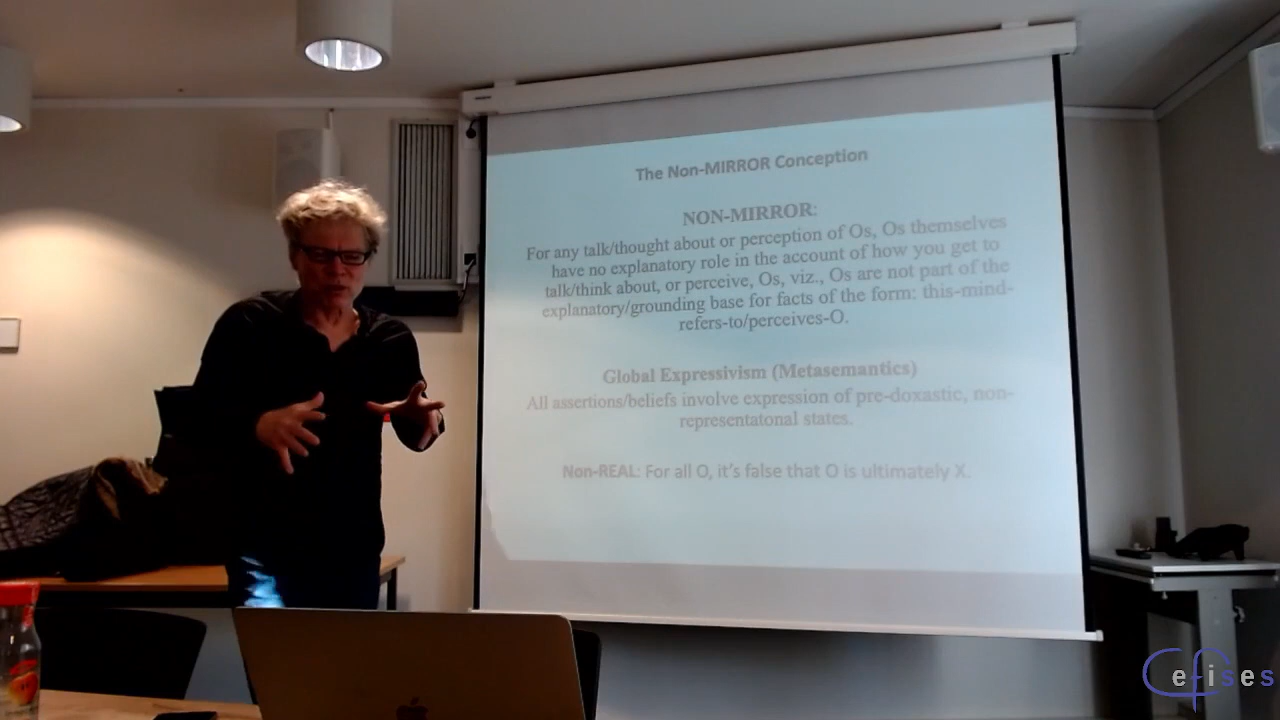 The Non-MIRROR Conception
NON-MIRROR:
For any talk/thought about or perception of Os, Os themselves
have no explanatory role in the account of how you get to
talk/think about, or perceive, Os, viz., Os are not part of the
explanatory/grounding base for facts of the form: this-mind-
refers-to/perceives-O.
Global Expressivism (Metasemantics)
All assertions/beliefs involve expression of pre-doxastic, non-
representatonal states.
Non-REAL: For all O, it's false that O is ultimately X.
Cefises